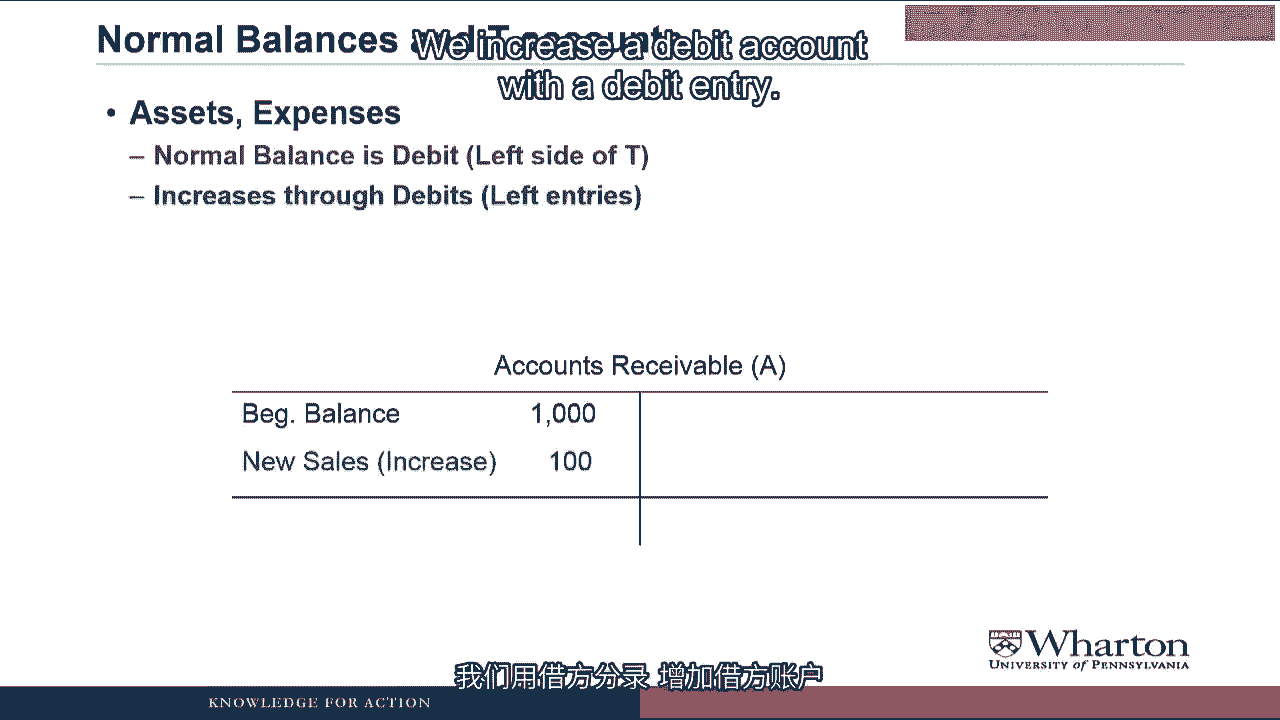 Normal Balances and T-accounts
We increase a debit account
with a debit entry.
• Assets, Expenses
– Normal Balance is Debit (Left side of T)
– Increases through Debits (Left entries)
Accounts Receivable (A)
Beg. Balance 1,000
New Sales (Increase) 100
Wharton
UNIVERSITY of PENNSYLVANIA
我们用借方分录 增加借方账户
KNOWLEDGE FOR ACTION